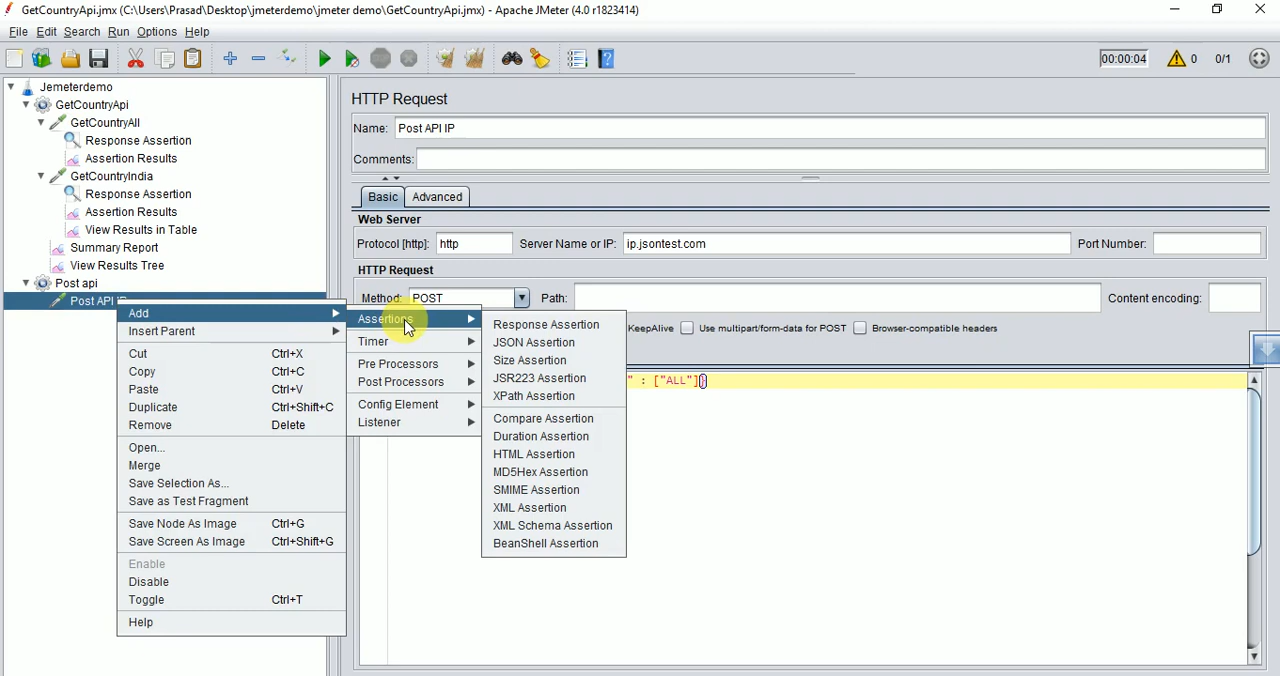 GetCountryApi.jmx (C:\Users\Prasad\Desktop\jmeterdemo\jmeter demo\GetCountryApi.jmx) - Apache JMeter (4.0 r1823414)
File Edit Search Run Options Help
00:00:04 0 0/1
Jemeterdemo
GetCountryApi
GetCountryAll
Response Assertion
Assertion Results
GetCountryIndia
Response Assertion
Assertion Results
View Results in Table
Summary Report
View Results Tree
Post api
Post API
HTTP Request
Name: Post API IP
Comments:
Basic Advanced
Web Server
Protocol [http]: http Server Name or IP: ip.jsontest.com Port Number:
HTTP Request
Method: POST Path: Content encoding:
KeepAlive Use multipart/form-data for POST Browser-compatible headers
" : ["ALL"]}
Add
Insert Parent
Cut Ctrl+X
Copy Ctrl+C
Paste Ctrl+V
Duplicate Ctrl+Shift+C
Remove Delete
Open...
Merge
Save Selection As...
Save as Test Fragment
Save Node As Image Ctrl+G
Save Screen As Image Ctrl+Shift+G
Enable
Disable
Toggle Ctrl+T
Help
Assertions
Timer
Pre Processors
Post Processors
Config Element
Listener
Response Assertion
JSON Assertion
Size Assertion
JSR223 Assertion
XPath Assertion
Compare Assertion
Duration Assertion
HTML Assertion
MD5Hex Assertion
SMIME Assertion
XML Assertion
XML Schema Assertion
BeanShell Assertion